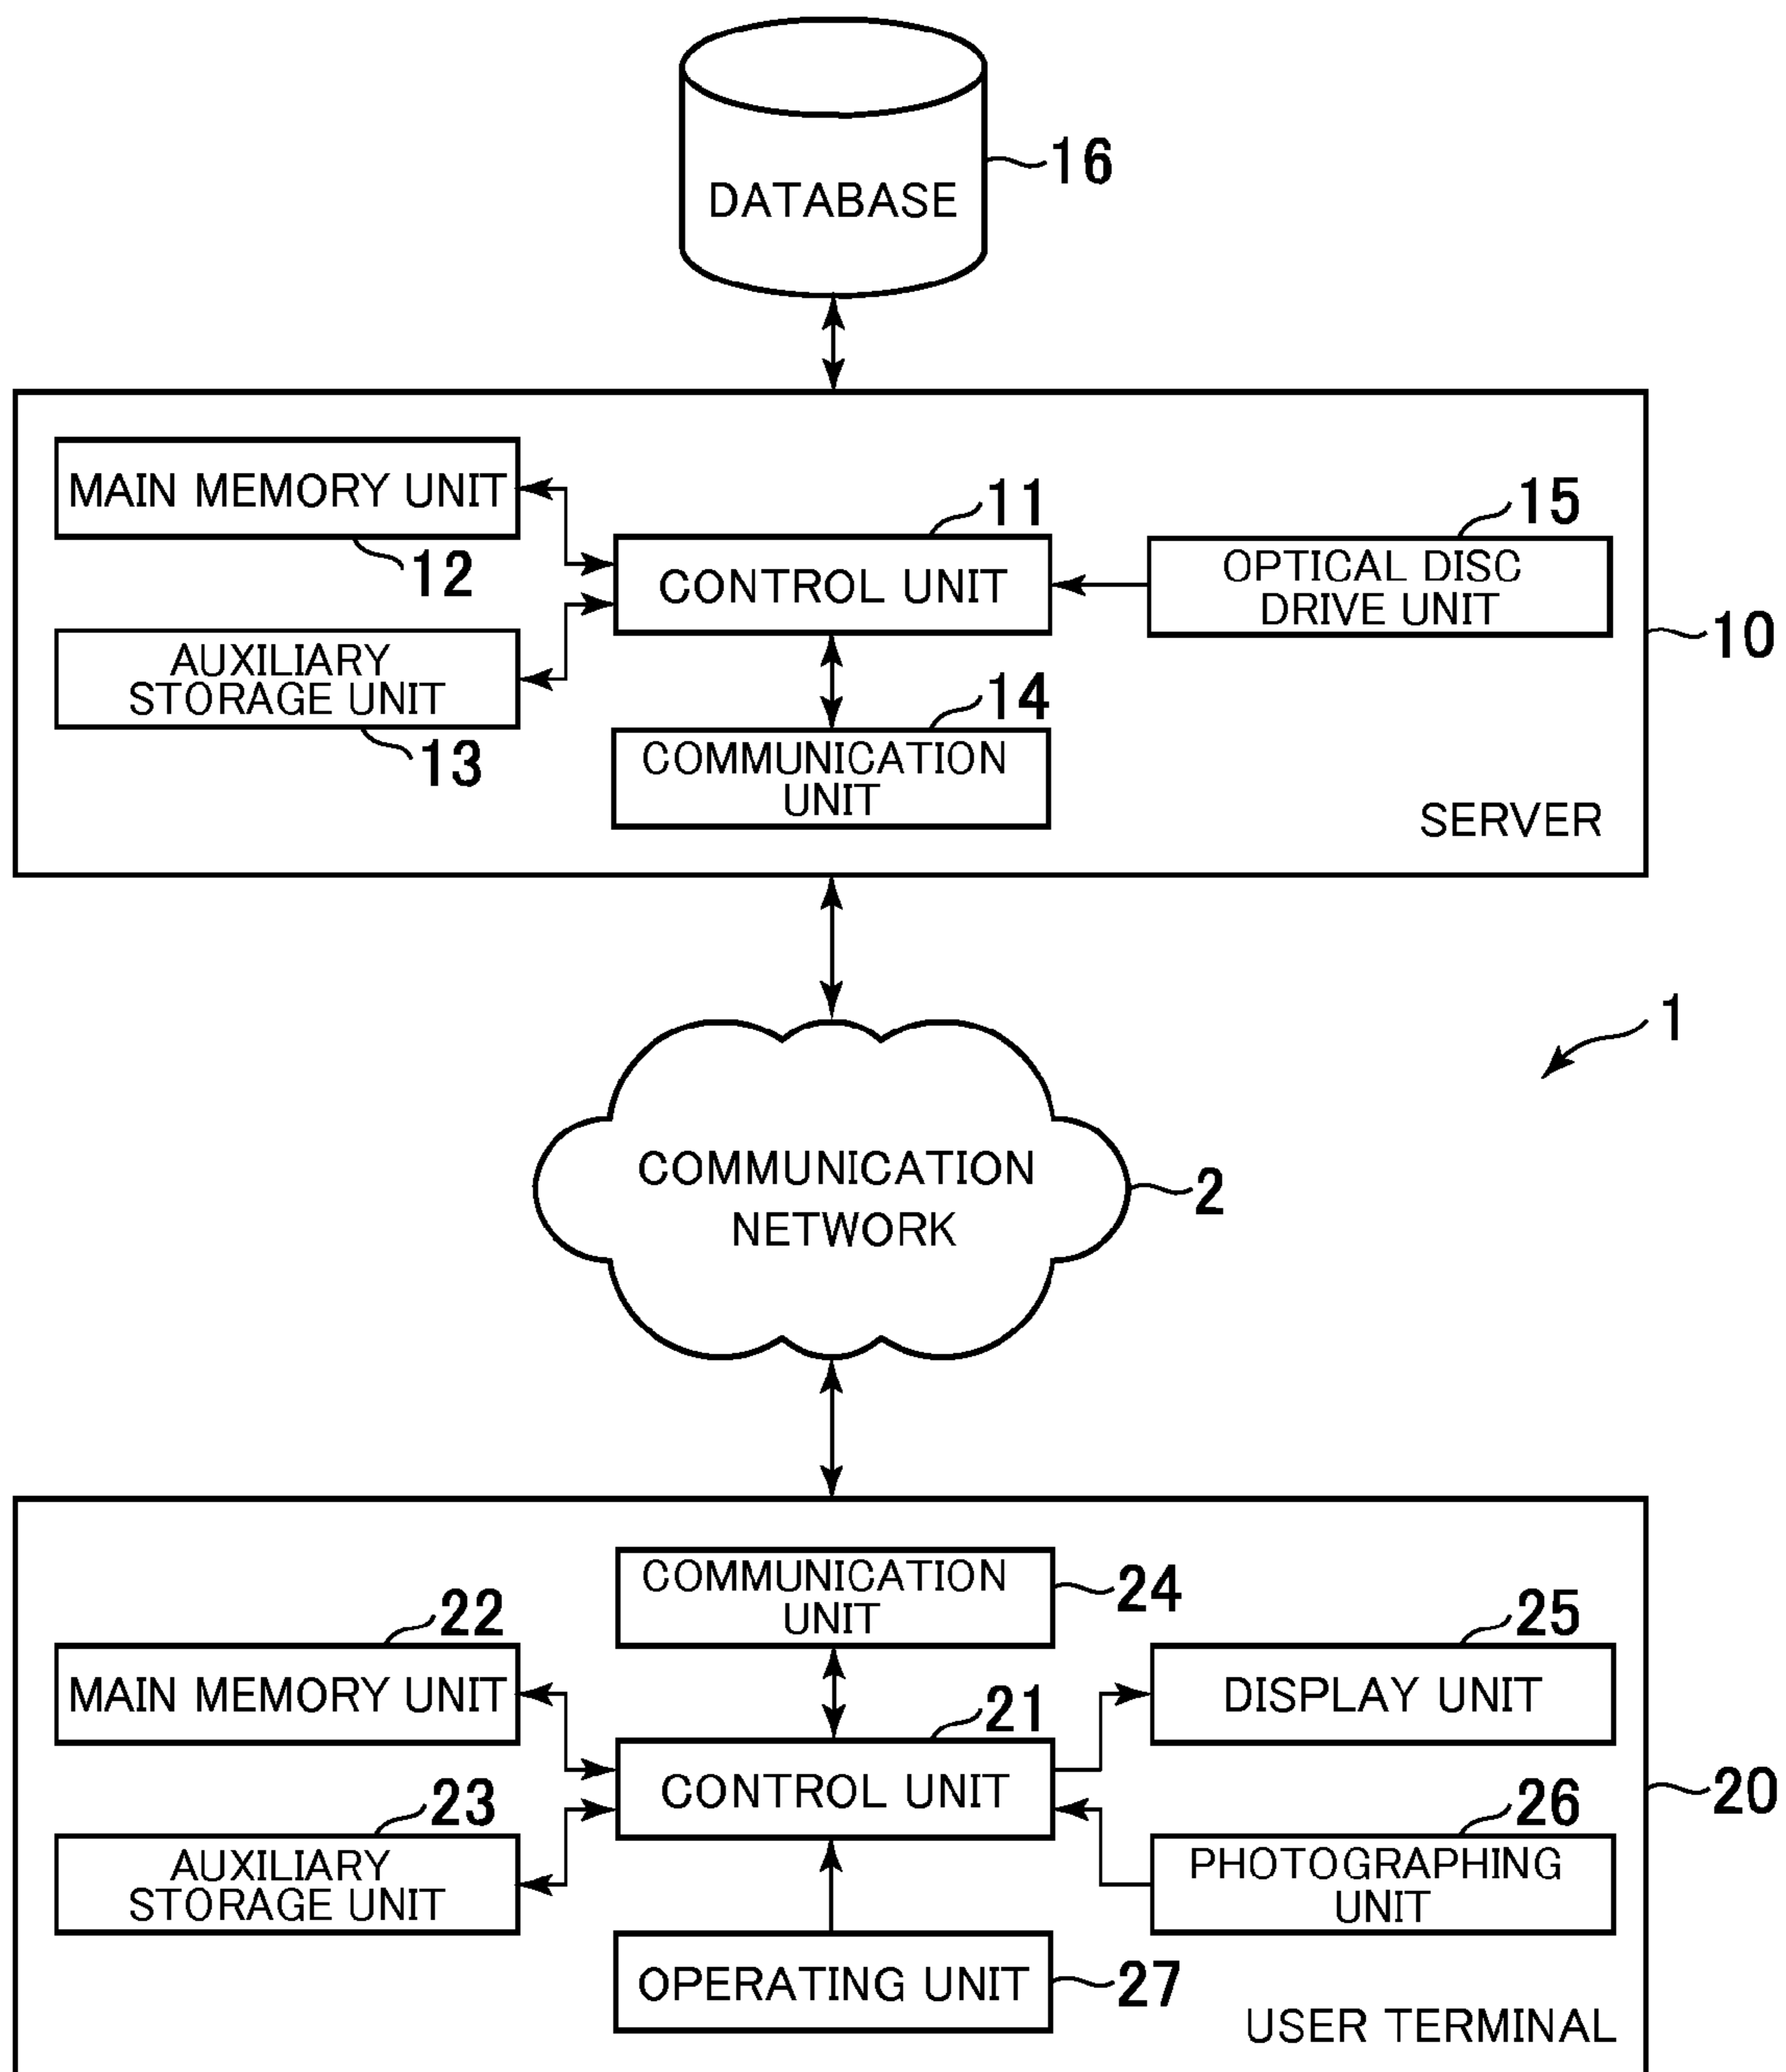 DATABASE
16
MAIN MEMORY UNIT
12
11
CONTROL UNIT
15
OPTICAL DISC
DRIVE UNIT
10
AUXILIARY
STORAGE UNIT
13
14
COMMUNICATION
UNIT
SERVER
1
COMMUNICATION
NETWORK
2
COMMUNICATION
UNIT
24
22
MAIN MEMORY UNIT
25
DISPLAY UNIT
21
CONTROL UNIT
20
23
AUXILIARY
STORAGE UNIT
26
PHOTOGRAPHING
UNIT
OPERATING UNIT
27
USER TERMINAL